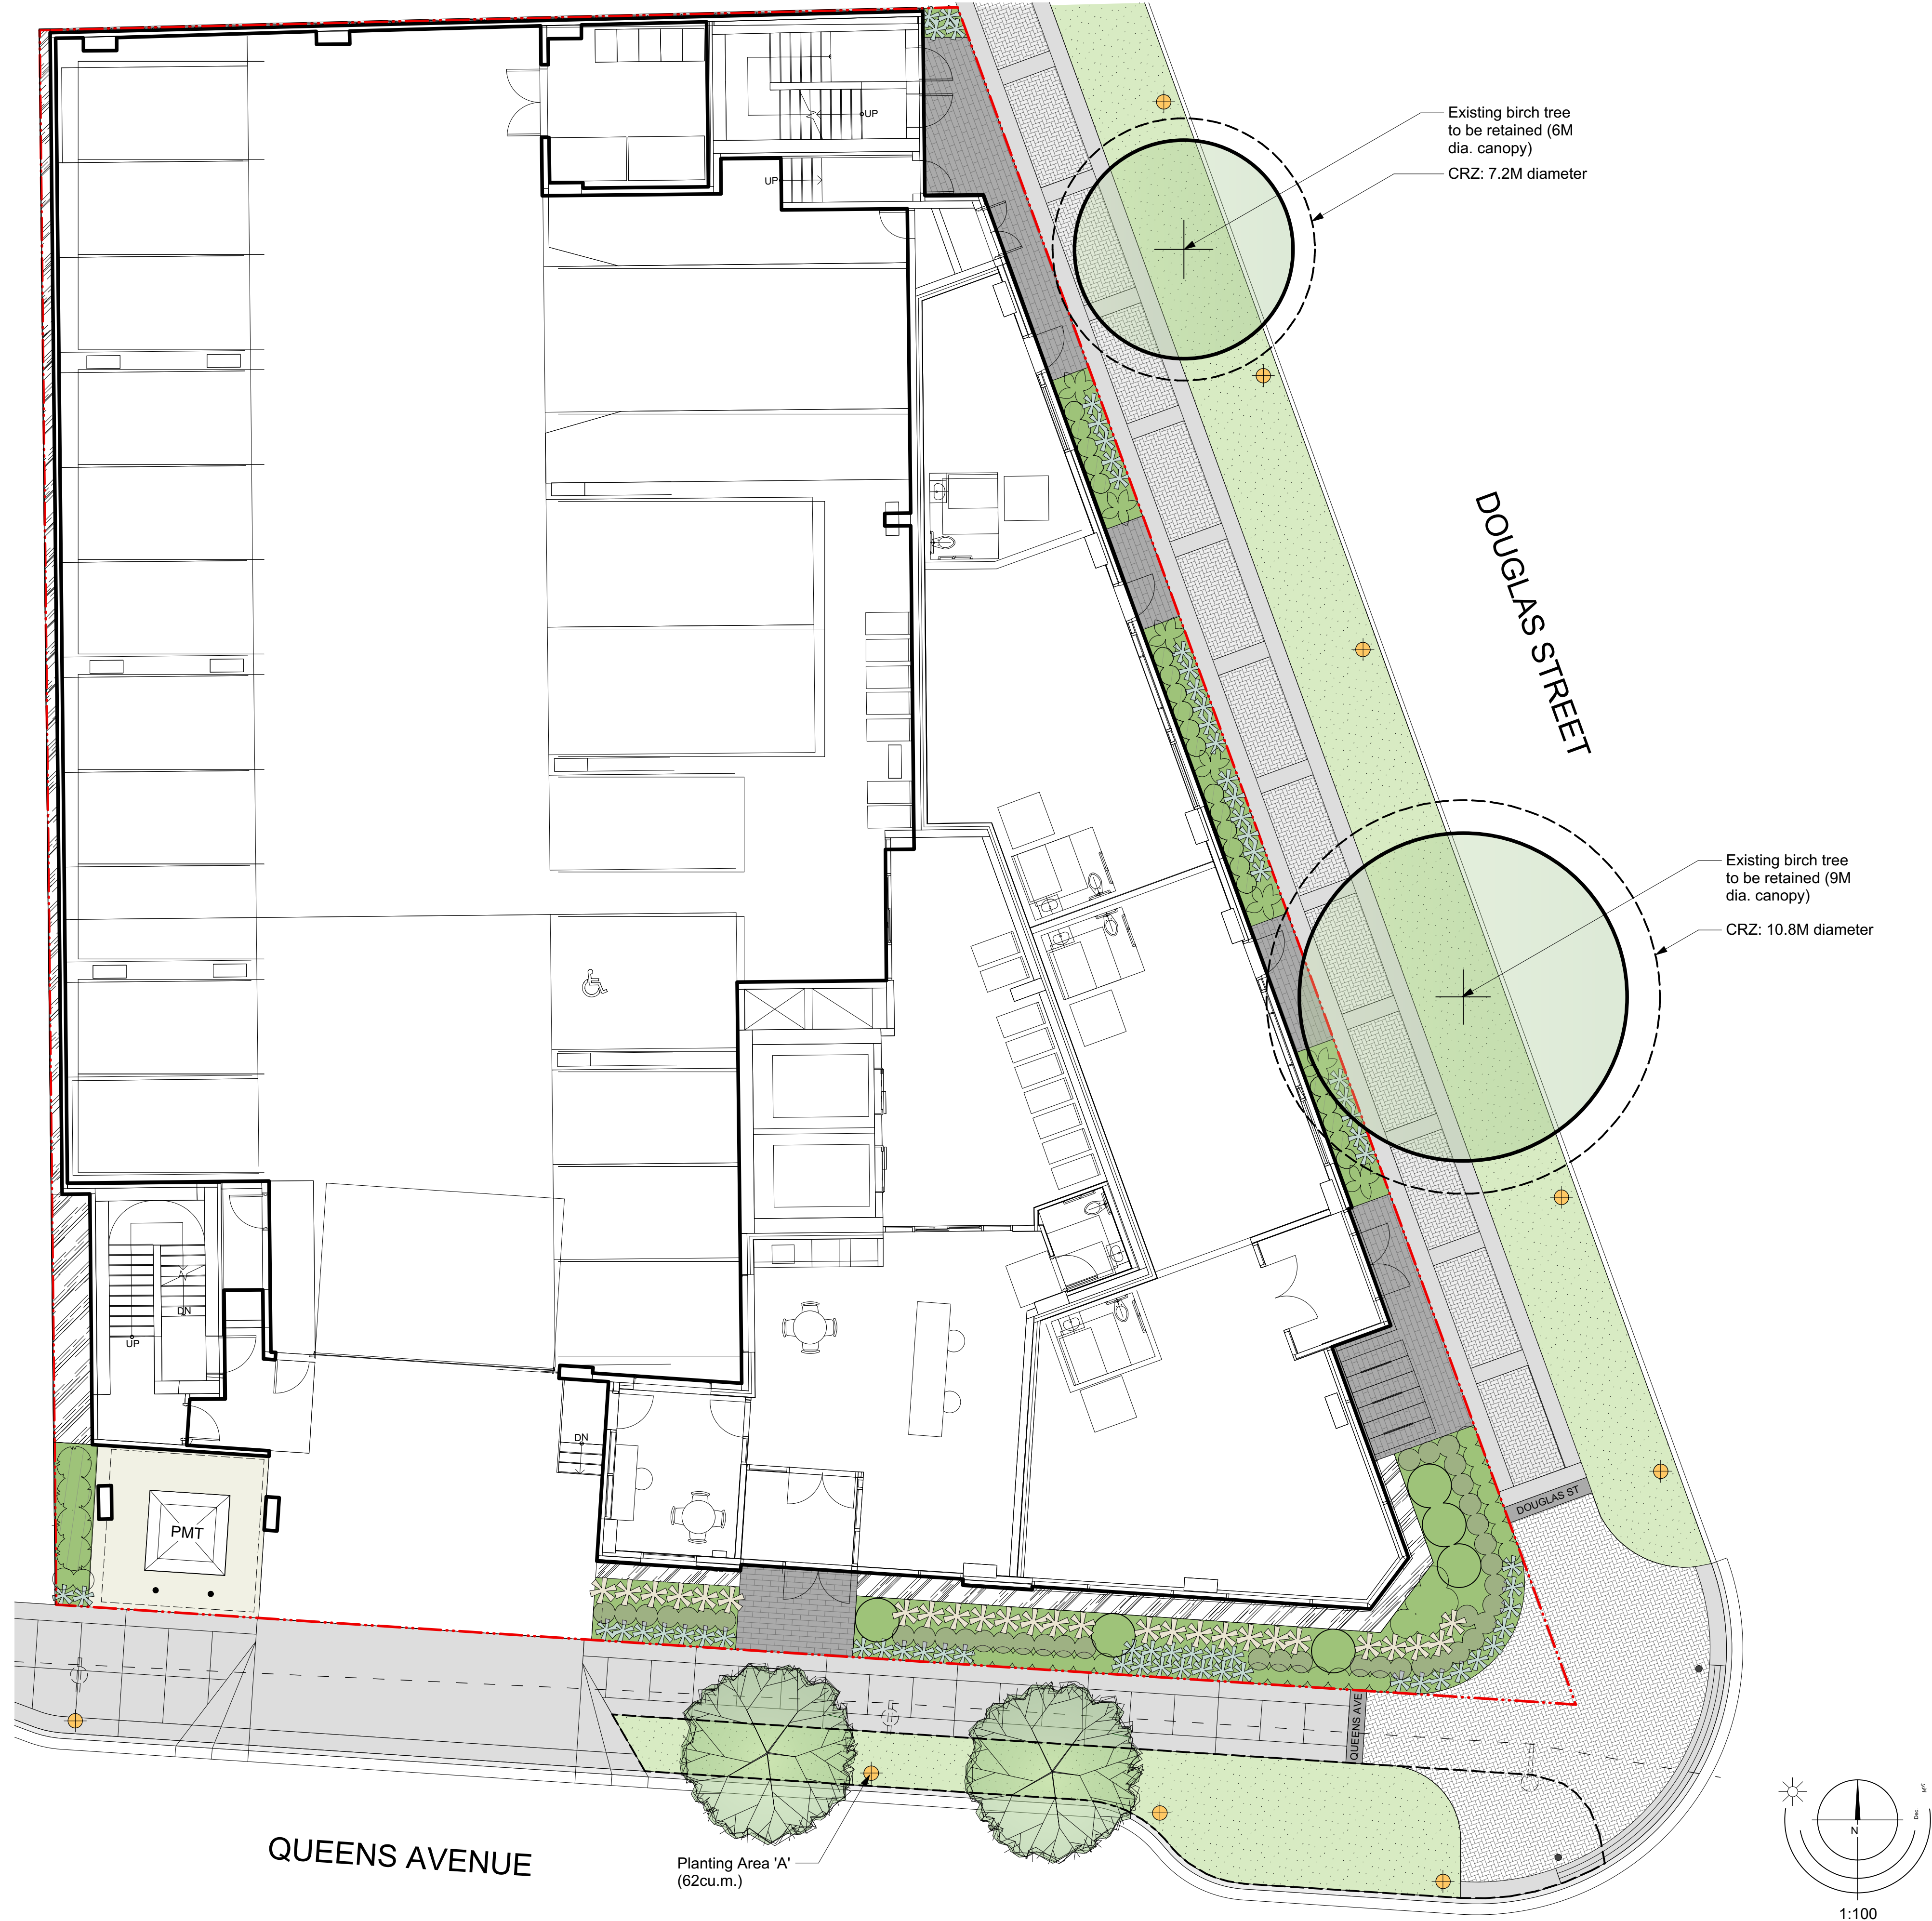 Existing birch tree
to be retained (6M
dia. canopy)
CRZ: 7.2M diameter
UP
UP
DOUGLAS STREET
Existing birch tree
to be retained (9M
dia. canopy)
CRZ: 10.8M diameter
DN
UP
DN
PMT
DOUGLAS ST
QUEENS AVE
QUEENS AVENUE
Planting Area 'A'
(62cu.m.)
N
Dec.
1:100